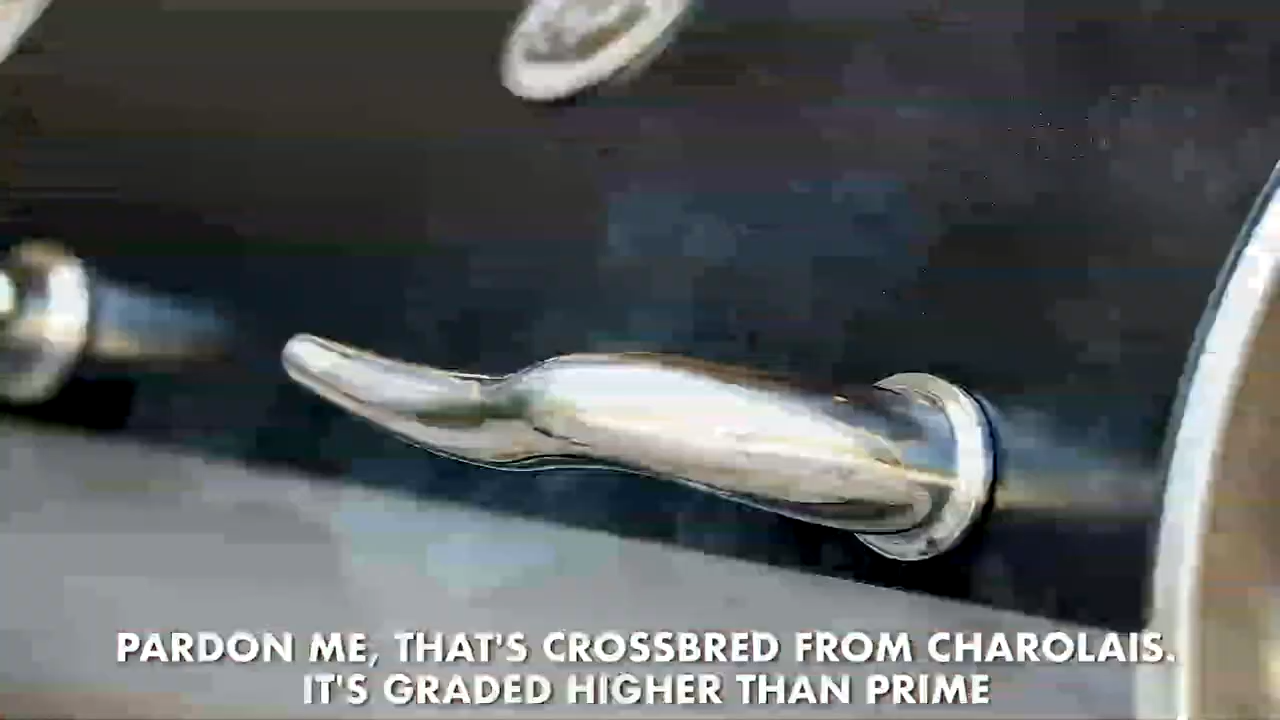 PARDON ME, THAT'S CROSSBRED FROM CHAROLAIS.
IT'S GRADED HIGHER THAN PRIME